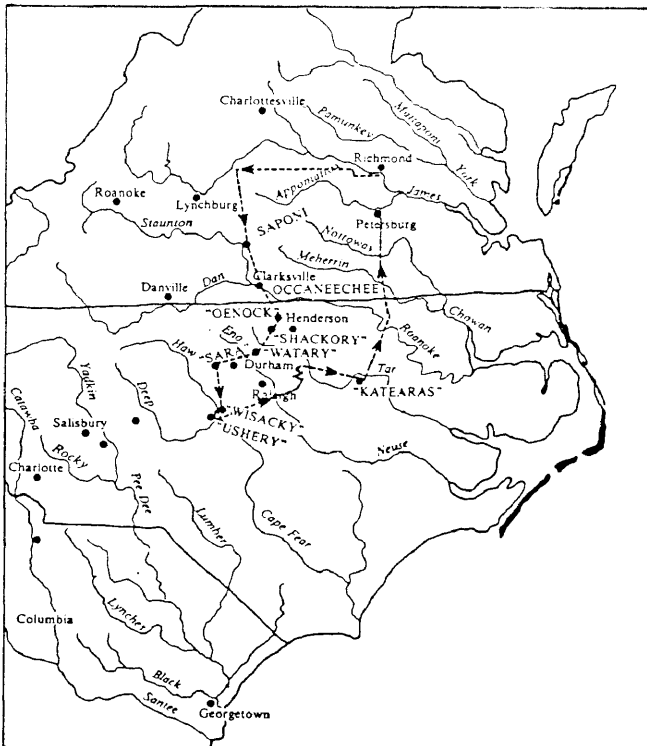 Charlottesville
Mattaponi
Pamunkey
Richmond
York
Appomattox
James
Roanoke
Lynchburg
SAPONI
Petersburg
Staunton
Nottoway
Meherrin
Dan
Clarksville
Danville
OCCANEECHEE
Chowan
"OENOCK"
Henderson
"SHACKORY"
Roanoke
Eno
"WATARY"
Haw
"SARA"
Durham
Tar
Yadkin
Deep
Raleigh
"KATEARAS"
Catawba
"WISACKY"
Salisbury
"USHERY"
Rocky
Neuse
Charlotte
Pee Dee
Lumber
Cape Fear
Columbia
Lynches
Black
Santee
Georgetown